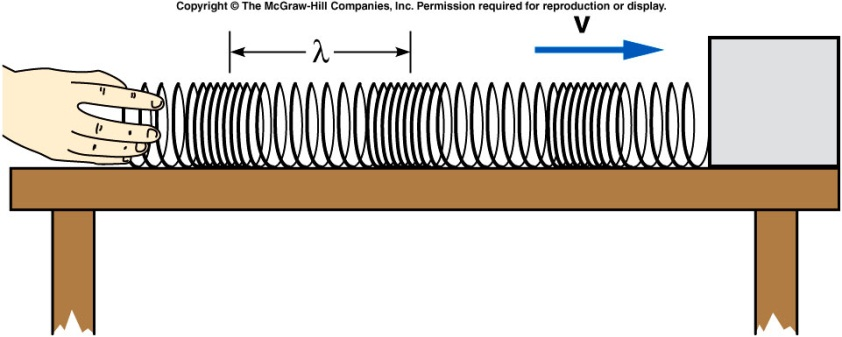 Copyright © The McGraw-Hill Companies, Inc. Permission required for reproduction or display.
v
λ